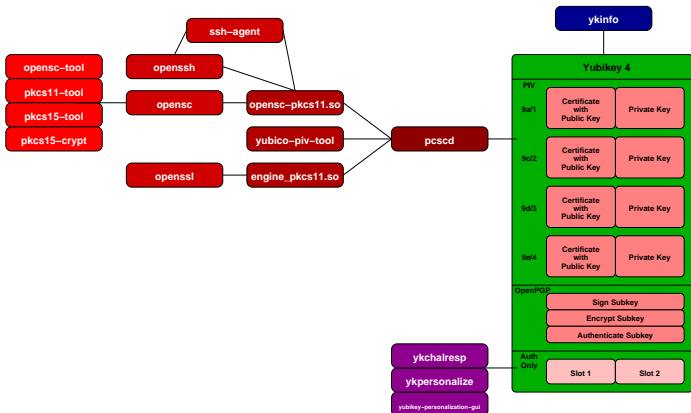 ykinfo
ssh-agent
opensc-tool
openssh
Yubikey 4
pkcs11-tool
PIV
opensc
opensc-pkcs11.so
9a/1
Certificate
with
Public Key
Private Key
pkcs15-tool
pkcs15-crypt
yubico-piv-tool
pcscd
9c/2
Certificate
with
Public Key
Private Key
openssl
engine_pkcs11.so
9d/3
Certificate
with
Public Key
Private Key
9e/4
Certificate
with
Public Key
Private Key
OpenPGP
Sign Subkey
Encrypt Subkey
Authenticate Subkey
ykchalresp
Auth
Only
Slot 1
Slot 2
ykpersonalize
yubikey-personalization-gui